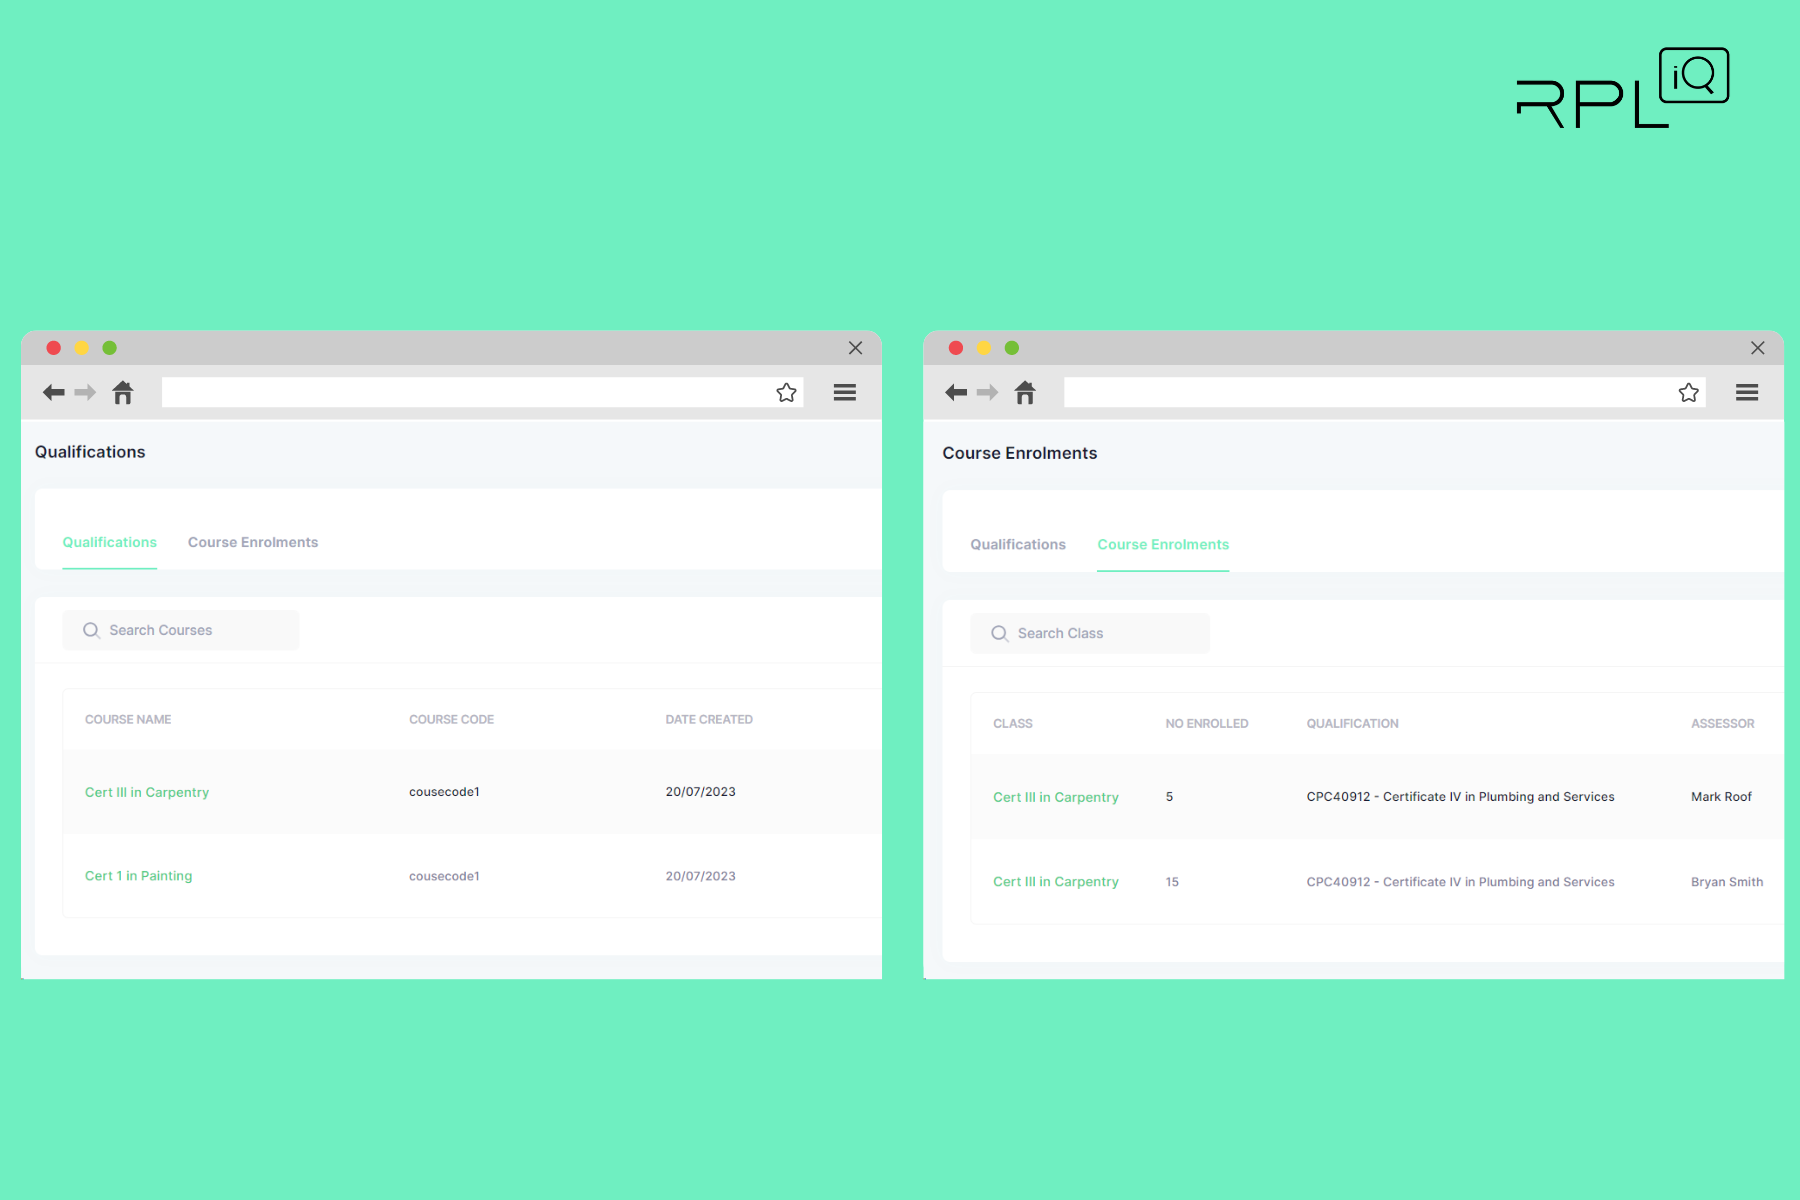 RPL iQ
Qualifications
Qualifications Course Enrolments
Search Courses
COURSE NAME COURSE CODE DATE CREATED
Cert III in Carpentry cousecode1 20/07/2023
Cert 1 in Painting cousecode1 20/07/2023
Course Enrolments
Qualifications Course Enrolments
Search Class
CLASS NO ENROLLED QUALIFICATION ASSESSOR
Cert III in Carpentry 5 CPC40912 - Certificate IV in Plumbing and Services Mark Roof
Cert III in Carpentry 15 CPC40912 - Certificate IV in Plumbing and Services Bryan Smith